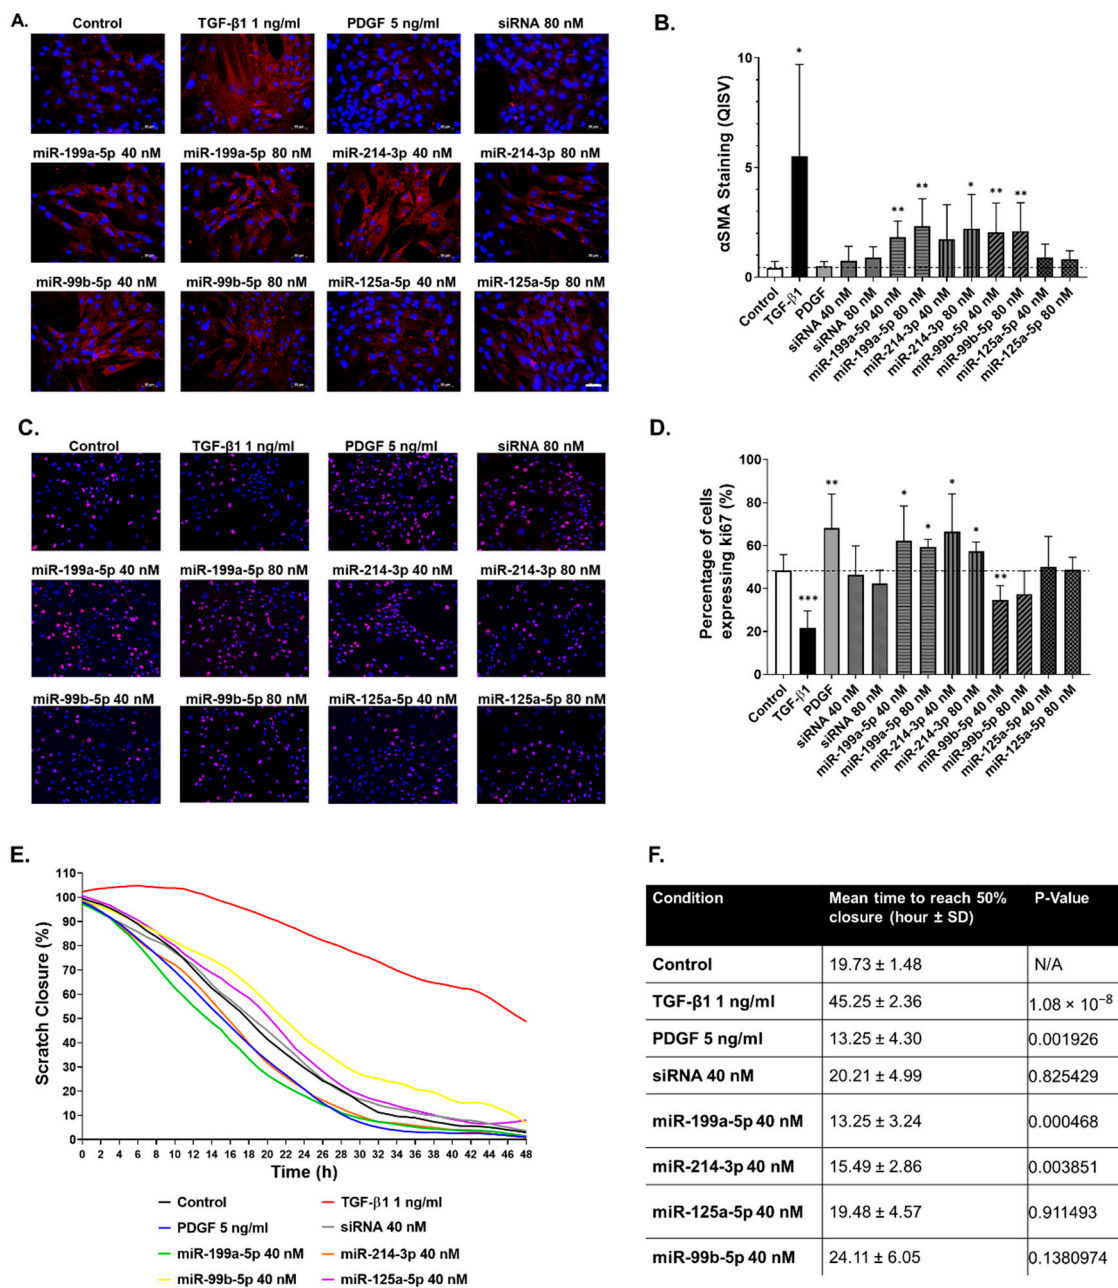 A.
Control TGF-β1 1 ng/ml PDGF 5 ng/ml siRNA 80 nM
miR-199a-5p 40 nM miR-199a-5p 80 nM miR-214-3p 40 nM miR-214-3p 80 nM
miR-99b-5p 40 nM miR-99b-5p 80 nM miR-125a-5p 40 nM miR-125a-5p 80 nM
B.
αSMA Staining (QISV)
10
5
0
*
**
**
*
**
**
Control
TGF-β1
PDGF
siRNA 40 nM
siRNA 80 nM
miR-199a-5p 40 nM
miR-199a-5p 80 nM
miR-214-3p 40 nM
miR-214-3p 80 nM
miR-99b-5p 40 nM
miR-99b-5p 80 nM
miR-125a-5p 40 nM
miR-125a-5p 80 nM
C.
Control TGF-β1 1 ng/ml PDGF 5 ng/ml siRNA 80 nM
miR-199a-5p 40 nM miR-199a-5p 80 nM miR-214-3p 40 nM miR-214-3p 80 nM
miR-99b-5p 40 nM miR-99b-5p 80 nM miR-125a-5p 40 nM miR-125a-5p 80 nM
D.
Percentage of cells
expressing ki67 (%)
100
80
60
40
20
0
***
**
*
*
*
*
**
Control
TGF-β1
PDGF
siRNA 40 nM
siRNA 80 nM
miR-199a-5p 40 nM
miR-199a-5p 80 nM
miR-214-3p 40 nM
miR-214-3p 80 nM
miR-99b-5p 40 nM
miR-99b-5p 80 nM
miR-125a-5p 40 nM
miR-125a-5p 80 nM
E.
Scratch Closure (%)
110
100
90
80
70
60
50
40
30
20
10
0
0 2 4 6 8 10 12 14 16 18 20 22 24 26 28 30 32 34 36 38 40 42 44 46 48
Time (h)
Control TGF-β1 1 ng/ml
PDGF 5 ng/ml siRNA 40 nM
miR-199a-5p 40 nM miR-214-3p 40 nM
miR-99b-5p 40 nM miR-125a-5p 40 nM
F.
Condition Mean time to reach 50% P-Value
closure (hour ± SD)
Control 19.73 ± 1.48 N/A
TGF-β1 1 ng/ml 45.25 ± 2.36 1.08 × 10⁻⁸
PDGF 5 ng/ml 13.25 ± 4.30 0.001926
siRNA 40 nM 20.21 ± 4.99 0.825429
miR-199a-5p 40 nM 13.25 ± 3.24 0.000468
miR-214-3p 40 nM 15.49 ± 2.86 0.003851
miR-125a-5p 40 nM 19.48 ± 4.57 0.911493
miR-99b-5p 40 nM 24.11 ± 6.05 0.1380974